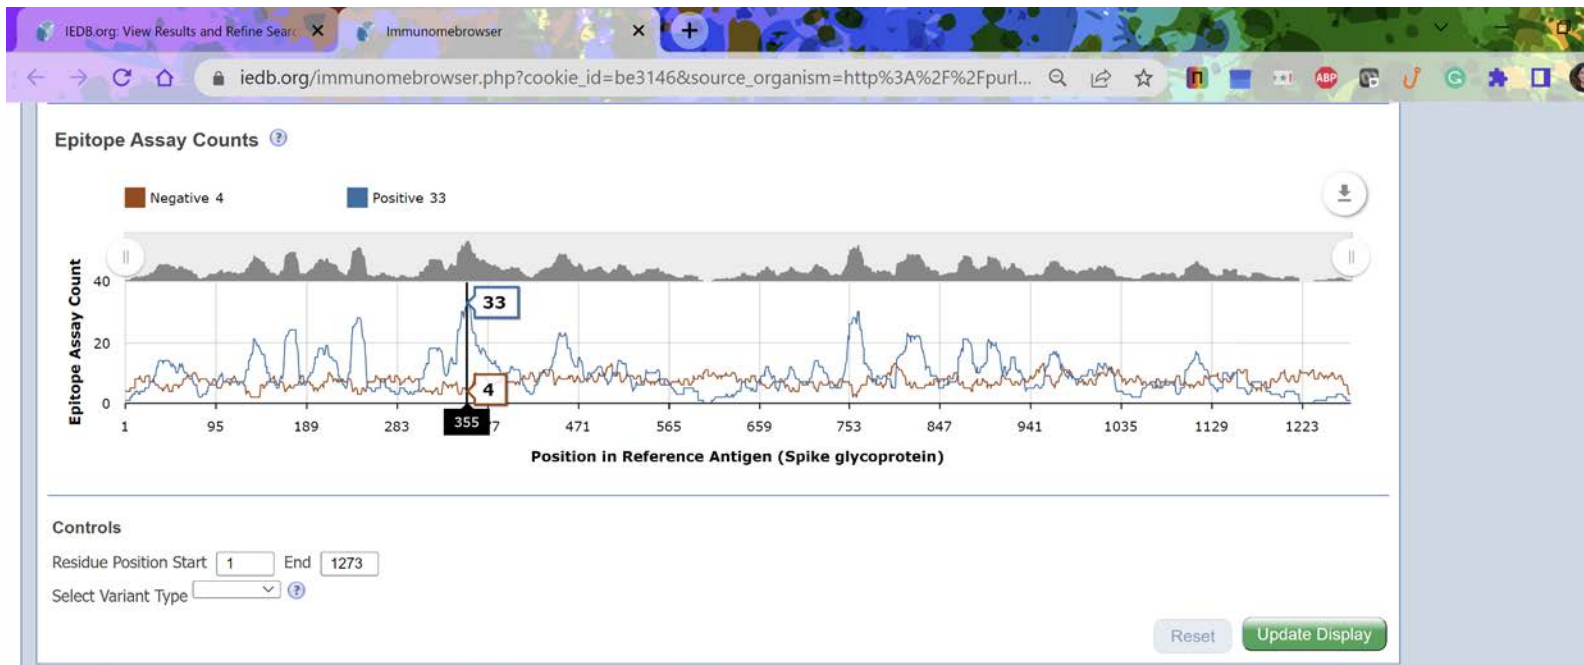 IEDB.org: View Results and Refine Searc
Immunomebrowser
iedb.org/immunomebrowser.php?cookie_id=be3146&source_organism=http%3A%2F%2Fpurl...
ABP
Epitope Assay Counts ?
Negative 4
Positive 33
Epitope Assay Count
40
20
0
33
4
1 95 189 283 355 7 471 565 659 753 847 941 1035 1129 1223
Position in Reference Antigen (Spike glycoprotein)
Controls
Residue Position Start 1 End 1273
Select Variant Type ?
Reset Update Display